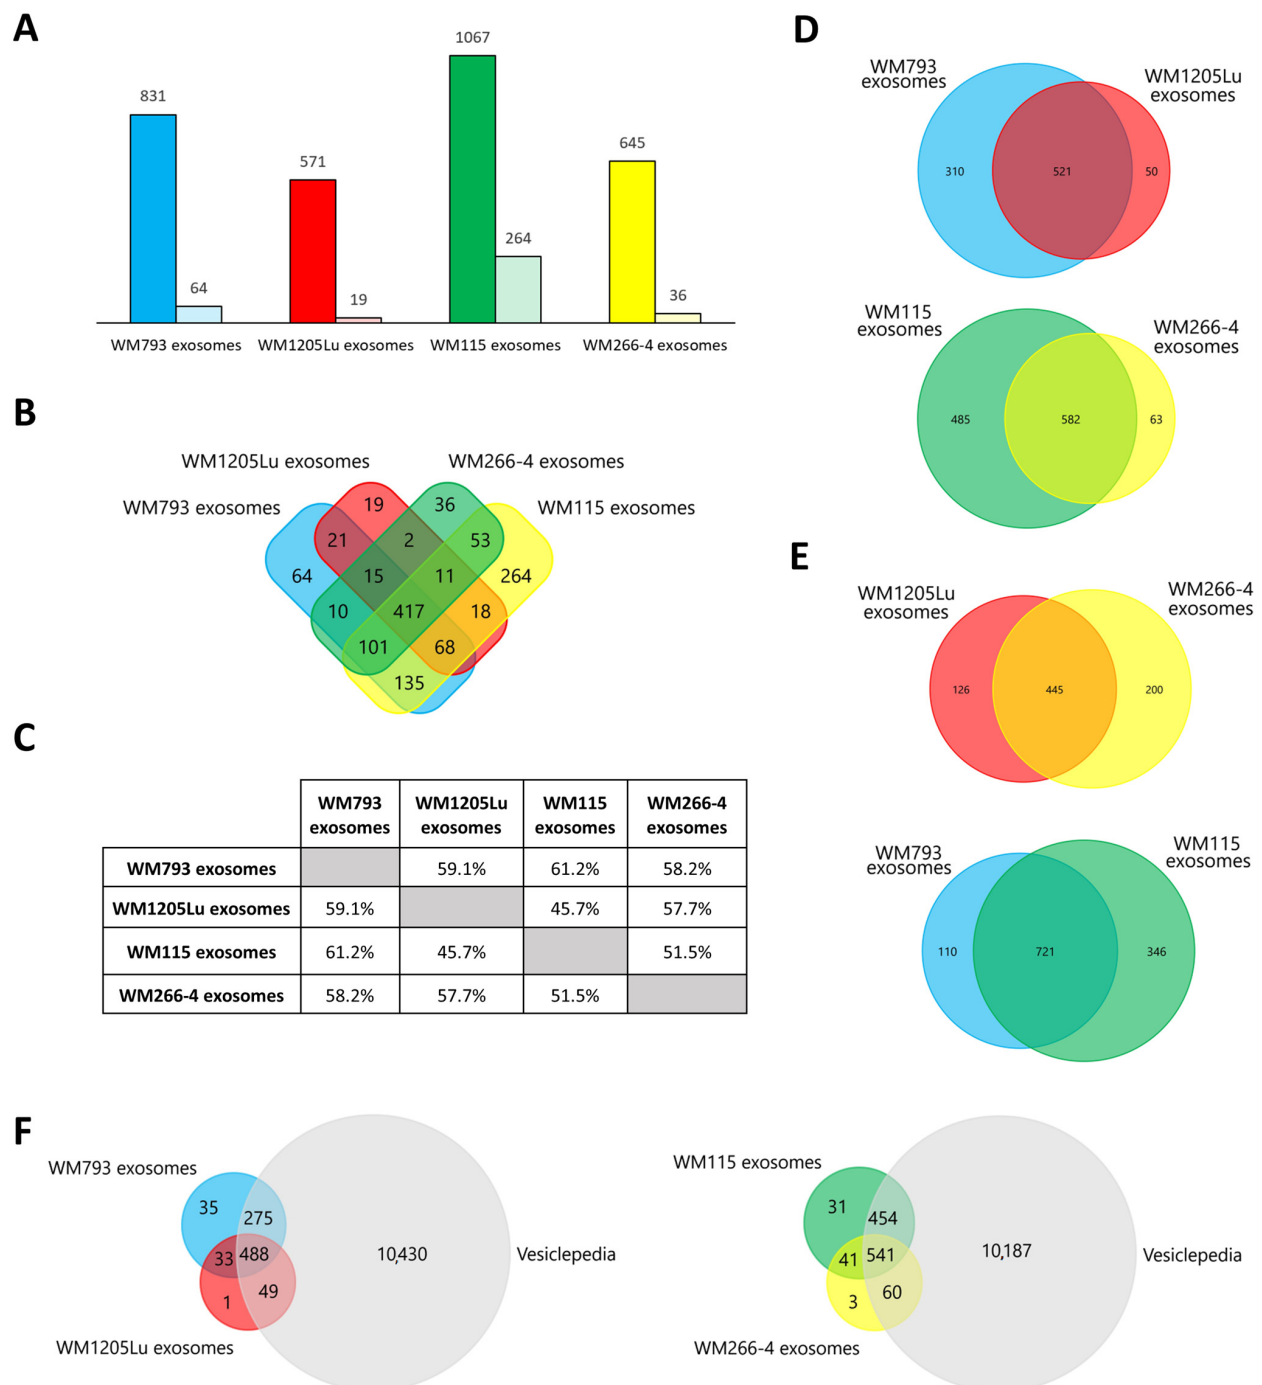 A
831
64
571
19
1067
264
645
36
WM793 exosomes
WM1205Lu exosomes
WM115 exosomes
WM266-4 exosomes
B
WM1205Lu exosomes
WM266-4 exosomes
WM793 exosomes
WM115 exosomes
19
36
21
2
53
64
15
11
264
10
417
18
101
68
135
C
WM793 exosomes
WM1205Lu exosomes
WM115 exosomes
WM266-4 exosomes
WM793 exosomes 59.1% 61.2% 58.2%
WM1205Lu exosomes 59.1% 45.7% 57.7%
WM115 exosomes 61.2% 45.7% 51.5%
WM266-4 exosomes 58.2% 57.7% 51.5%
D
WM793
exosomes
WM1205Lu
exosomes
310
521
50
WM115
exosomes
WM266-4
exosomes
485
582
63
E
WM1205Lu
exosomes
WM266-4
exosomes
126
445
200
WM793
exosomes
WM115
exosomes
110
721
346
F
WM793 exosomes
35
275
33
488
1
49
10,430
Vesiclepedia
WM1205Lu exosomes
WM115 exosomes
31
454
41
541
3
60
10,187
Vesiclepedia
WM266-4 exosomes